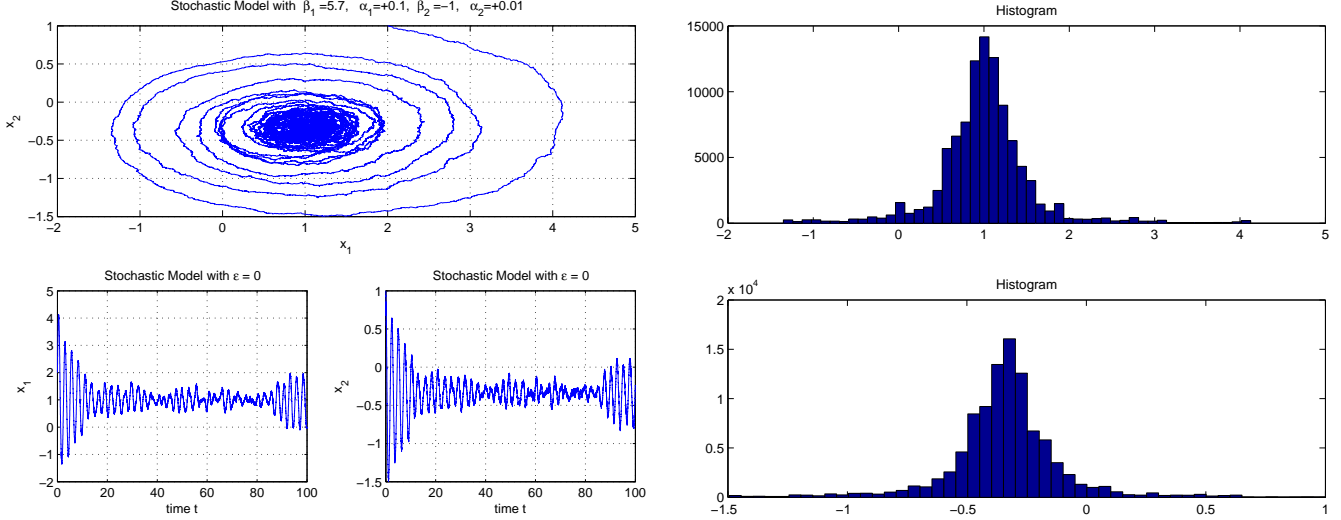 Stochastic Model with β1 =5.7, α1=+0.1, β2 =−1, α2=+0.01
1
0.5
0
−0.5
−1
−1.5
x2
−2 −1 0 1 2 3 4 5
x1
Histogram
15000
10000
5000
0
−2 −1 0 1 2 3 4 5
Stochastic Model with ε = 0
5
4
3
2
1
0
−1
−2
x1
0 20 40 60 80 100
time t
Stochastic Model with ε = 0
1
0.5
0
−0.5
−1
−1.5
x2
0 20 40 60 80 100
time t
Histogram
x 10^4
2
1.5
1
0.5
0
−1.5 −1 −0.5 0 0.5 1